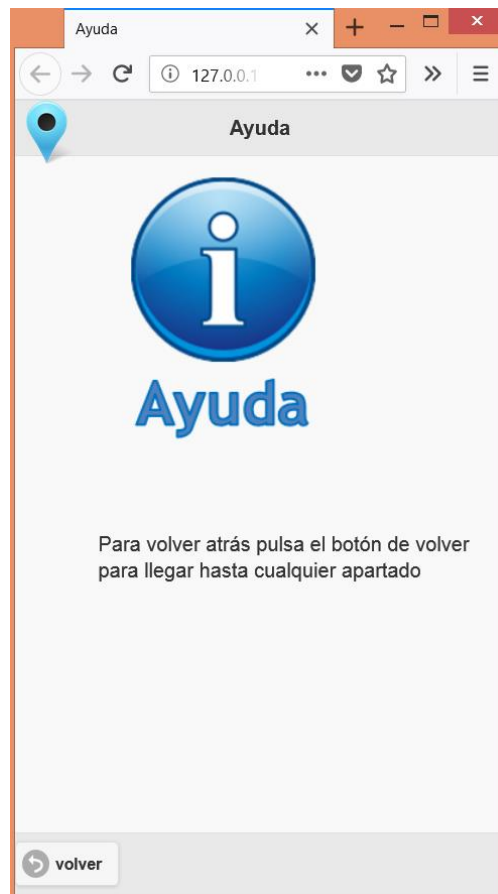 Ayuda
127.0.0.1
Ayuda
Ayuda
Para volver atrás pulsa el botón de volver
para llegar hasta cualquier apartado
volver